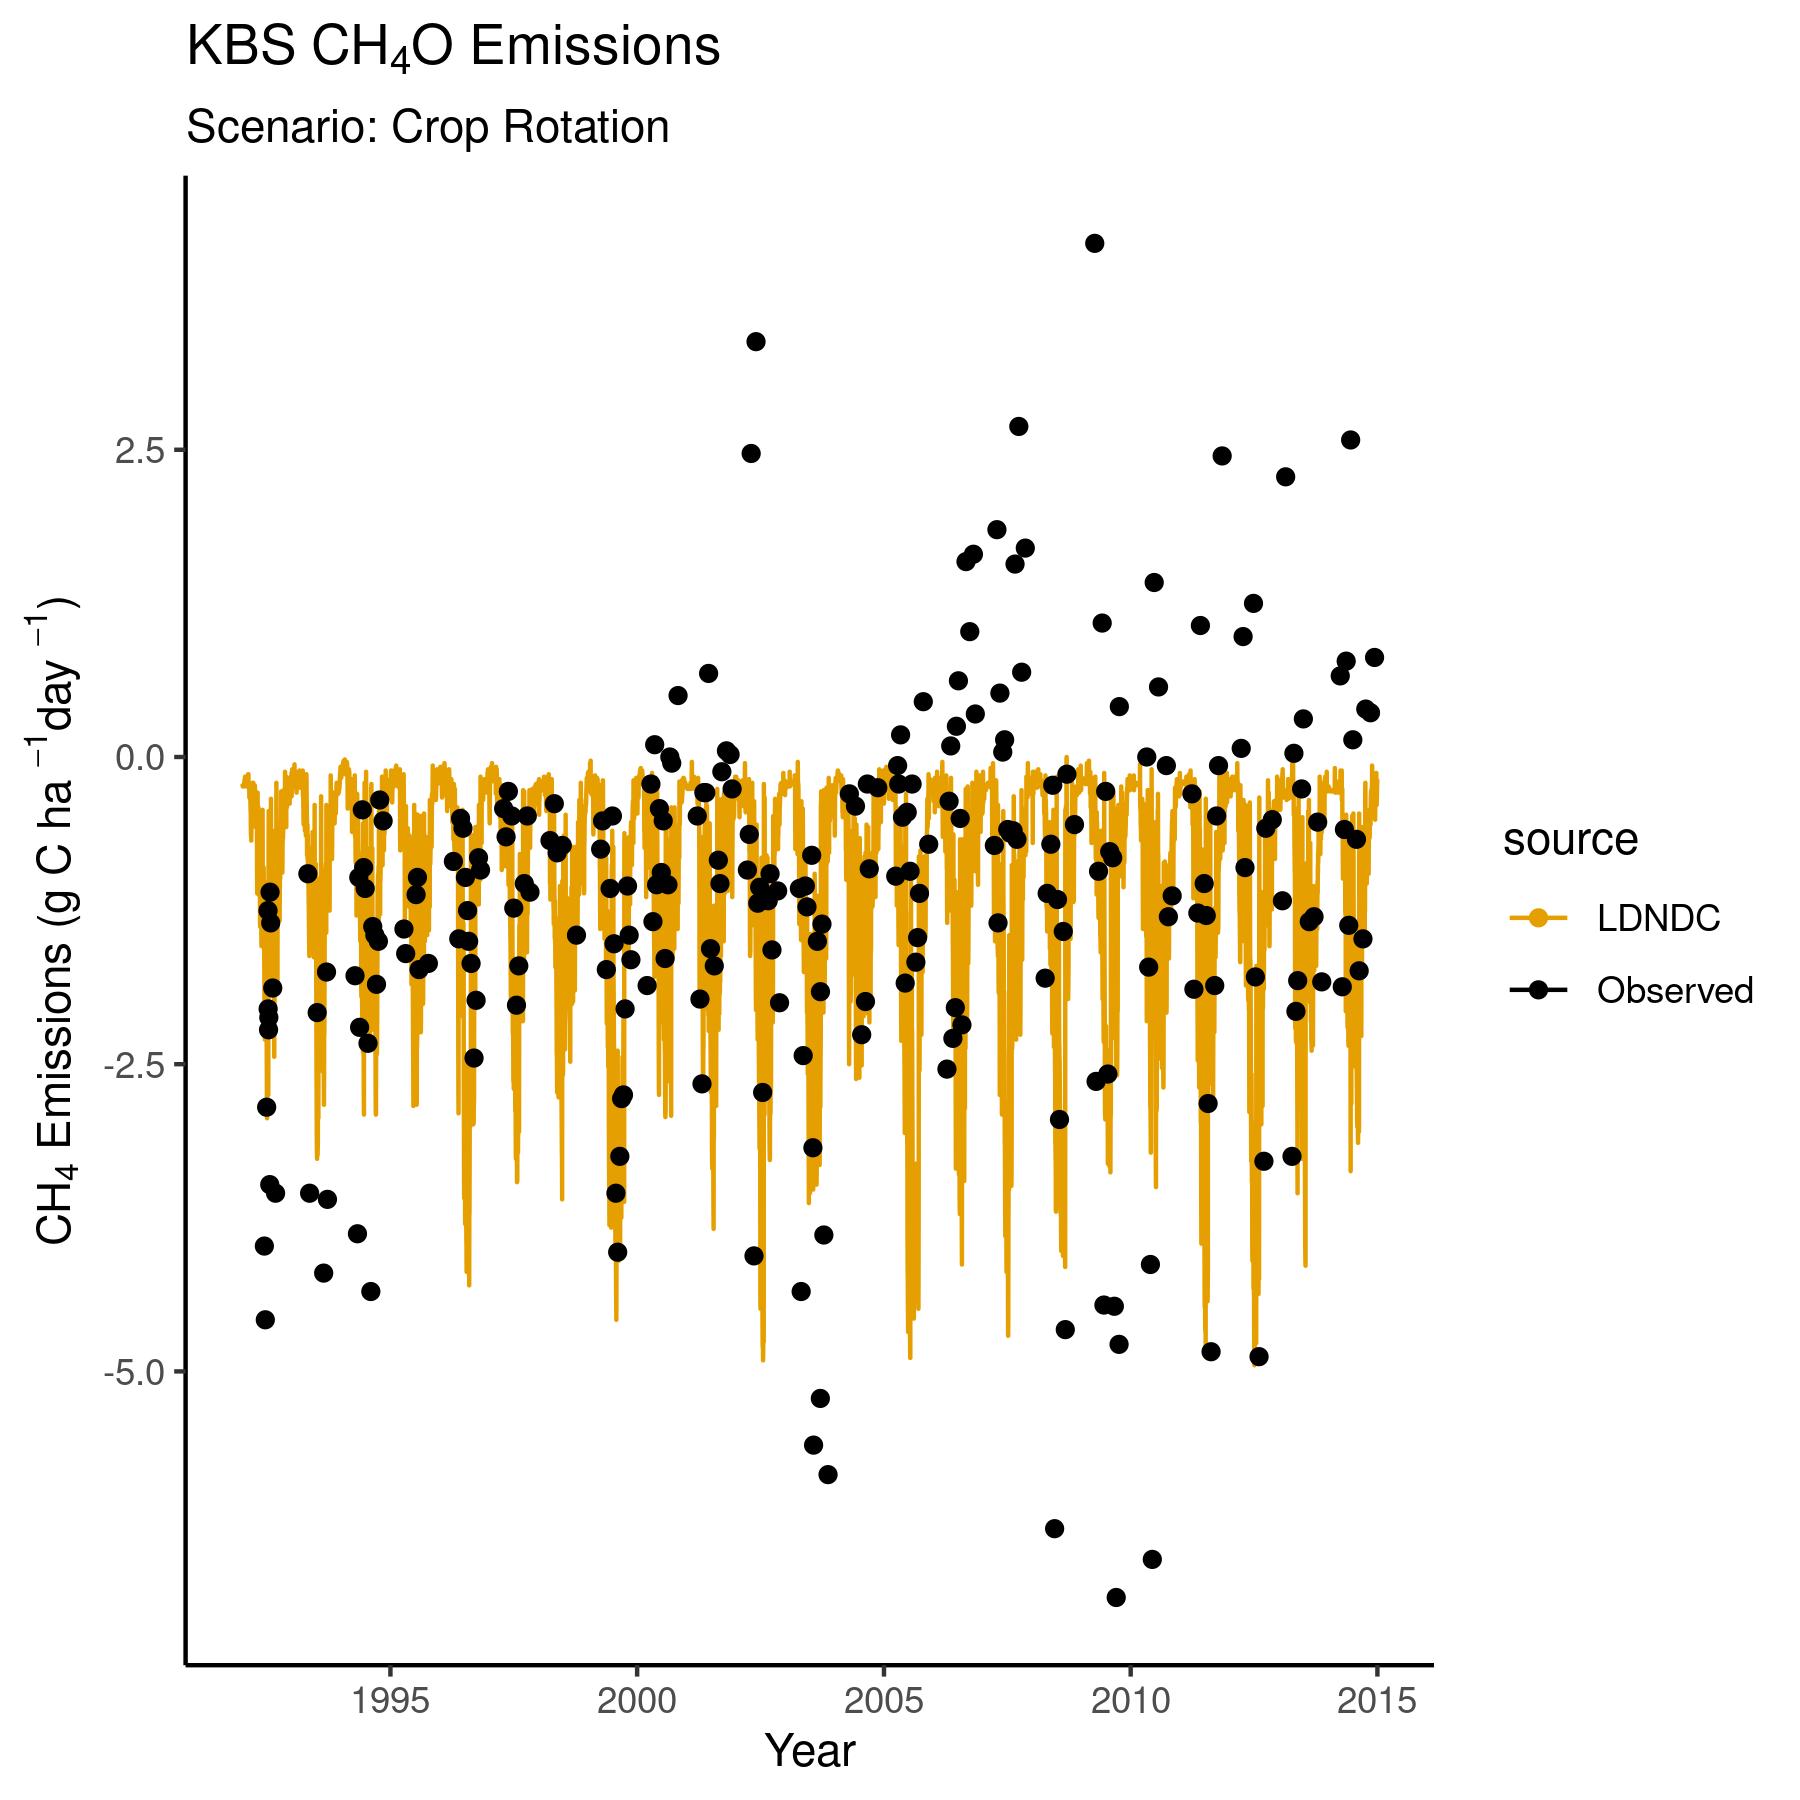 KBS CH₄O Emissions
Scenario: Crop Rotation
CH₄ Emissions (g C ha ⁻¹day ⁻¹)
2.5
0.0
-2.5
-5.0
1995 2000 2005 2010 2015
Year
source
LDNDC
Observed